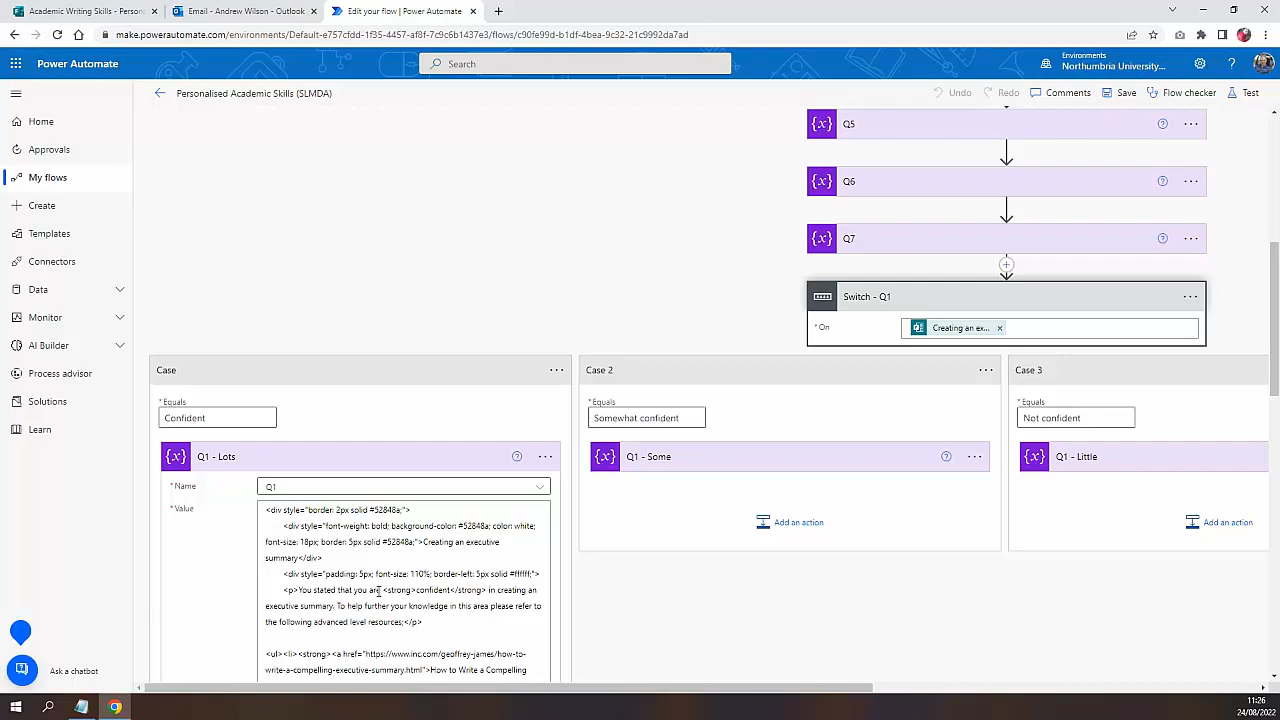 Academic Writing Skills - Persona
Email - Andrew Wilson - Outlook
Edit your flow | Power Automate
make.powerautomate.com/environments/Default-e757cfdd-1f35-4457-af8f-7c9c6b1437e3/flows/c90fe99d-b1df-4bea-9c32-21c9992da7ad
Power Automate
Search
Environments
Northumbria University...
Personalised Academic Skills (SLMDA)
Undo
Redo
Comments
Save
Flow checker
Test
Home
Approvals
My flows
Create
Templates
Connectors
Data
Monitor
AI Builder
Process advisor
Solutions
Learn
Ask a chatbot
{x} Q5
{x} Q6
{x} Q7
Switch - Q1
* On
Creating an ex... x
Case
* Equals
Confident
{x} Q1 - Lots
* Name
Q1
* Value
<div style="border: 2px solid #52848a;">
<div style="font-weight: bold; background-color: #52848a; color: white;
font-size: 18px; border: 5px solid #52848a;">Creating an executive
summary</div>
<div style="padding: 5px; font-size: 110%; border-left: 5px solid #ffffff;">
<p>You stated that you are <strong>confident</strong> in creating an
executive summary. To help further your knowledge in this area please refer to
the following advanced level resources;</p>
<ul><li><strong><a href="https://www.inc.com/geoffrey-james/how-to-
write-a-compelling-executive-summary.html">How to Write a Compelling
Case 2
* Equals
Somewhat confident
{x} Q1 - Some
Add an action
Case 3
* Equals
Not confident
{x} Q1 - Little
Add an action
11:26
24/08/2022